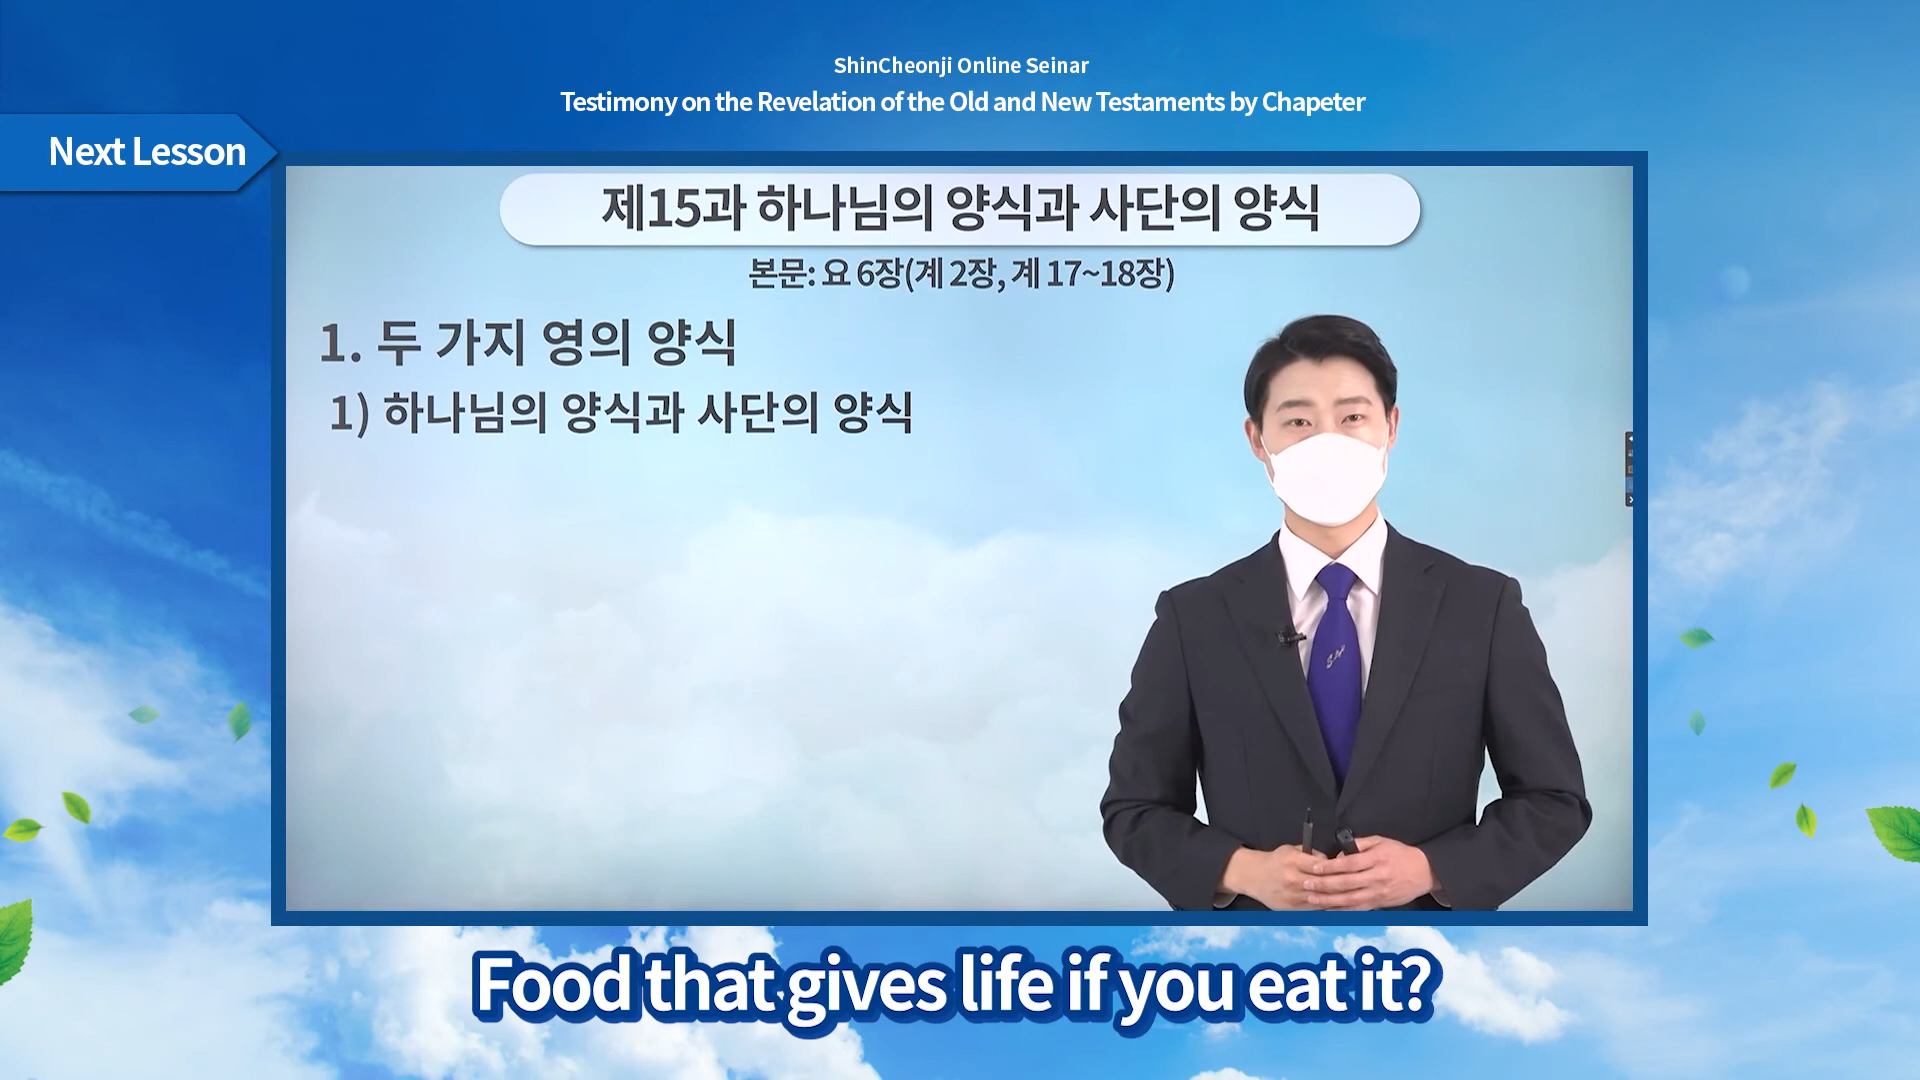 ShinCheonji Online Seinar
Testimony on the Revelation of the Old and New Testaments by Chapeter
Next Lesson
제15과 하나님의 양식과 사단의 양식
본문: 요 6장(계 2장, 계 17~18장)
1. 두 가지 영의 양식
1) 하나님의 양식과 사단의 양식
Food that gives life if you eat it?